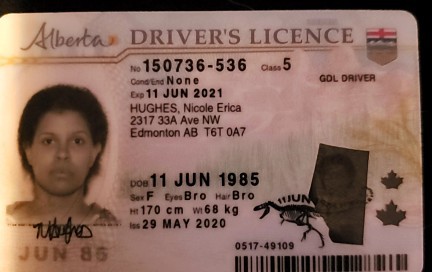 Alberta DRIVER'S LICENCE
No 150736-536 Class 5
Cond/End None GDL DRIVER
Exp 11 JUN 2021
HUGHES, Nicole Erica
2317 33A Ave NW
Edmonton AB T6T 0A7
DOB 11 JUN 1985
Sex F Eyes Bro Hair Bro
Ht 170 cm Wt 68 kg
Iss 29 MAY 2020
JUN 85
0517-49109